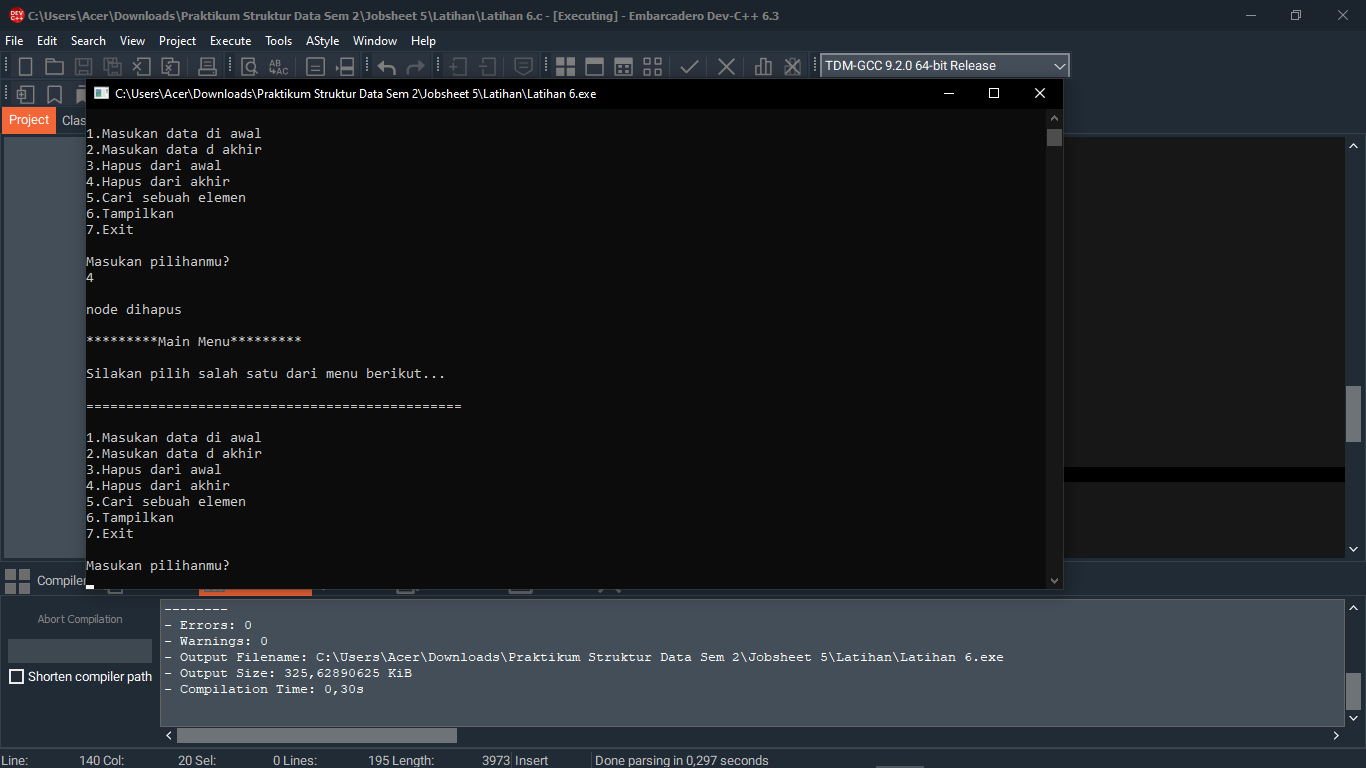 C:\Users\Acer\Downloads\Praktikum Struktur Data Sem 2\Jobsheet 5\Latihan\Latihan 6.c - [Executing] - Embarcadero Dev-C++ 6.3
File Edit Search View Project Execute Tools AStyle Window Help
TDM-GCC 9.2.0 64-bit Release
C:\Users\Acer\Downloads\Praktikum Struktur Data Sem 2\Jobsheet 5\Latihan\Latihan 6.exe
Project Clas
1.Masukan data di awal
2.Masukan data d akhir
3.Hapus dari awal
4.Hapus dari akhir
5.Cari sebuah elemen
6.Tampilkan
7.Exit
Masukan pilihanmu?
4
node dihapus
*********Main Menu*********
Silakan pilih salah satu dari menu berikut...
===============================================
1.Masukan data di awal
2.Masukan data d akhir
3.Hapus dari awal
4.Hapus dari akhir
5.Cari sebuah elemen
6.Tampilkan
7.Exit
Masukan pilihanmu?
Compiler
Abort Compilation
Shorten compiler path
--------
- Errors: 0
- Warnings: 0
- Output Filename: C:\Users\Acer\Downloads\Praktikum Struktur Data Sem 2\Jobsheet 5\Latihan\Latihan 6.exe
- Output Size: 325,62890625 KiB
- Compilation Time: 0,30s
Line: 140 Col: 20 Sel: 0 Lines: 195 Length: 3973 Insert Done parsing in 0,297 seconds